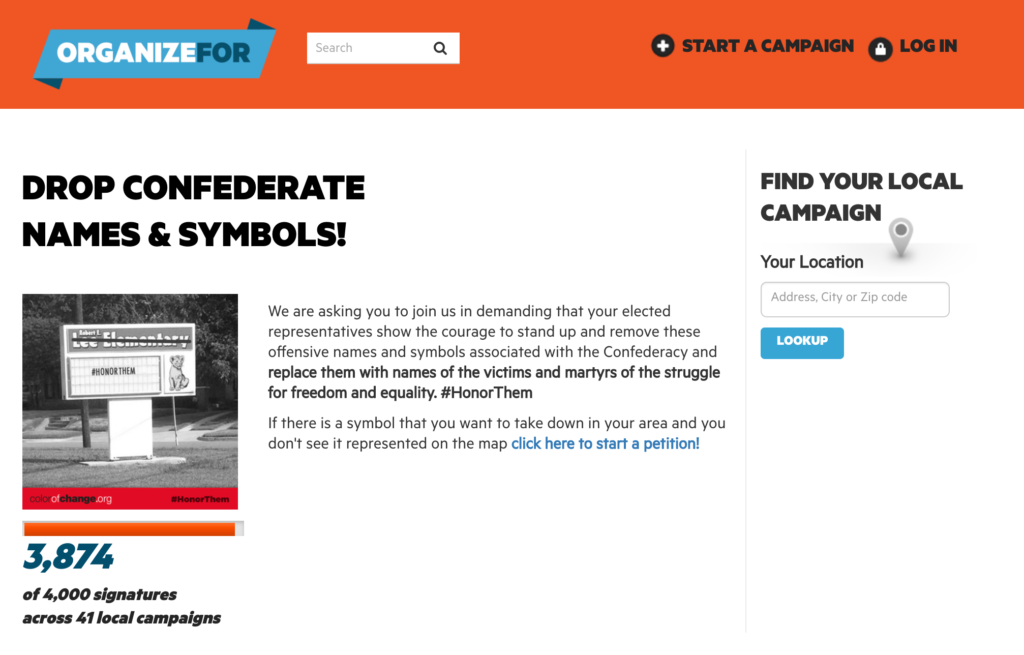 ORGANIZEFOR
Search
START A CAMPAIGN
LOG IN
DROP CONFEDERATE
NAMES & SYMBOLS!
Robert E.
Lee Elementary
#HONORTHEM
colorofchange.org
#HonorThem
3,874
of 4,000 signatures
across 41 local campaigns
We are asking you to join us in demanding that your elected
representatives show the courage to stand up and remove these
offensive names and symbols associated with the Confederacy and
replace them with names of the victims and martyrs of the struggle
for freedom and equality. #HonorThem
If there is a symbol that you want to take down in your area and you
don't see it represented on the map click here to start a petition!
FIND YOUR LOCAL
CAMPAIGN
Your Location
Address, City or Zip code
LOOKUP